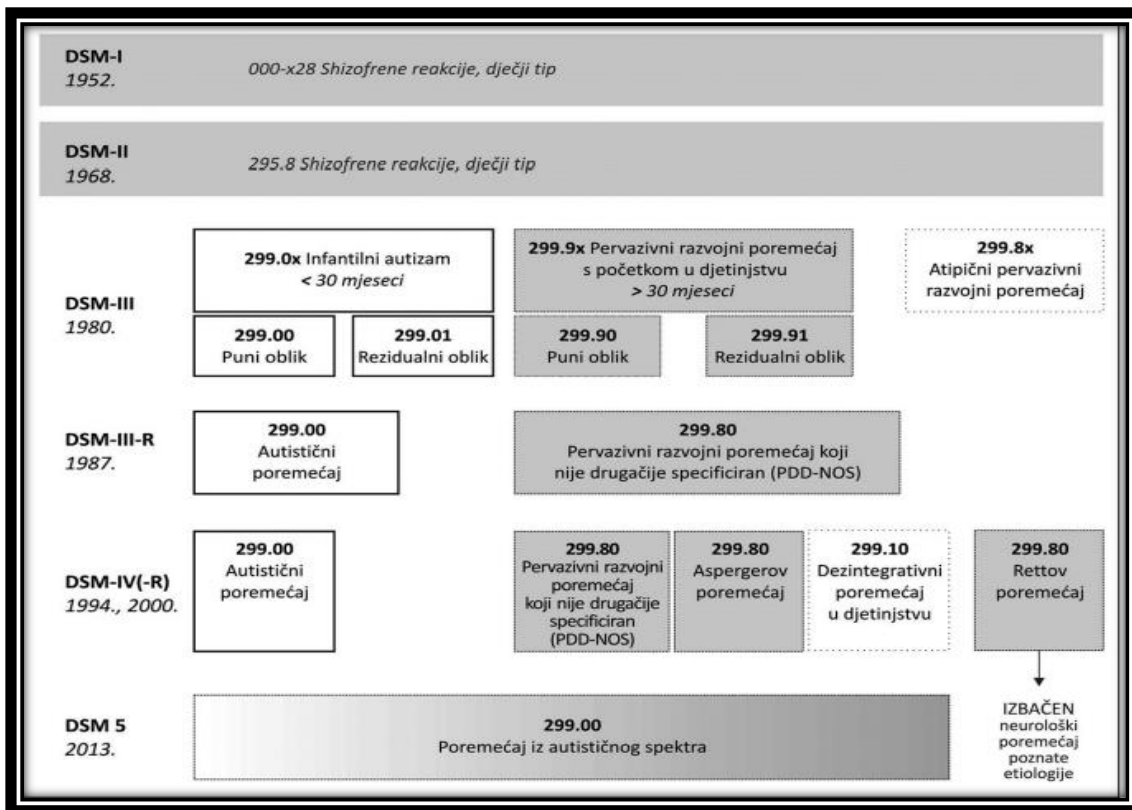 DSM-I
1952.
000-x28 Shizofrene reakcije, dječji tip
DSM-II
1968.
295.8 Shizofrene reakcije, dječji tip
DSM-III
1980.
299.0x Infantilni autizam
< 30 mjeseci
299.00
Puni oblik
299.01
Rezidualni oblik
299.9x Pervazivni razvojni poremećaj
s početkom u djetinjstvu
> 30 mjeseci
299.90
Puni oblik
299.91
Rezidualni oblik
299.8x
Atipični pervazivni
razvojni poremećaj
DSM-III-R
1987.
299.00
Autistični
poremećaj
299.80
Pervazivni razvojni poremećaj koji
nije drugačije specificiran (PDD-NOS)
DSM-IV(-R)
1994., 2000.
299.00
Autistični
poremećaj
299.80
Pervazivni razvojni
poremećaj
koji nije drugačije
specificiran
(PDD-NOS)
299.80
Aspergerov
poremećaj
299.10
Dezintegrativni
poremećaj
u djetinjstvu
299.80
Rettov
poremećaj
DSM 5
2013.
299.00
Poremećaj iz autističnog spektra
IZBAČEN
neurološki
poremećaj
poznate
etiologije